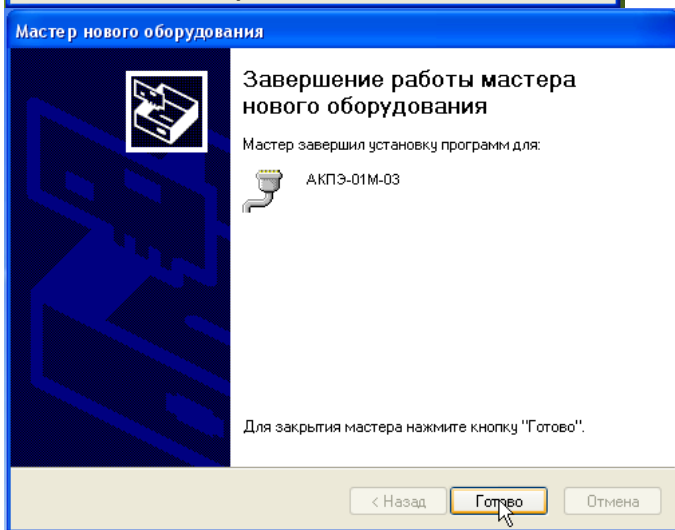 Мастер нового оборудования
Завершение работы мастера
нового оборудования
Мастер завершил установку программ для:
АКПЭ-01М-03
Для закрытия мастера нажмите кнопку "Готово".
< Назад
Готово
Отмена